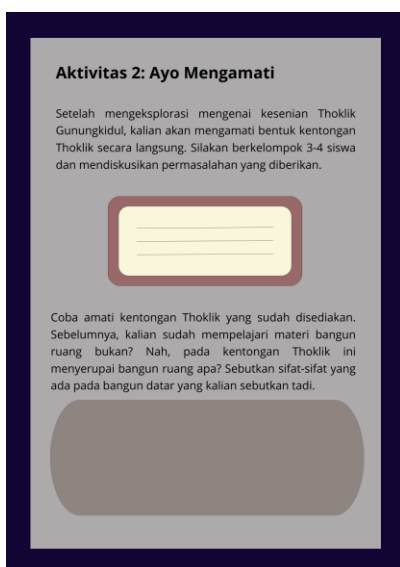 Aktivitas 2: Ayo Mengamati
Setelah mengeksplorasi mengenai kesenian Thoklik
Gunungkidul, kalian akan mengamati bentuk kentongan
Thoklik secara langsung. Silakan berkelompok 3-4 siswa
dan mendiskusikan permasalahan yang diberikan.
Coba amati kentongan Thoklik yang sudah disediakan.
Sebelumnya, kalian sudah mempelajari materi bangun
ruang bukan? Nah, pada kentongan Thoklik ini
menyerupai bangun ruang apa? Sebutkan sifat-sifat yang
ada pada bangun datar yang kalian sebutkan tadi.